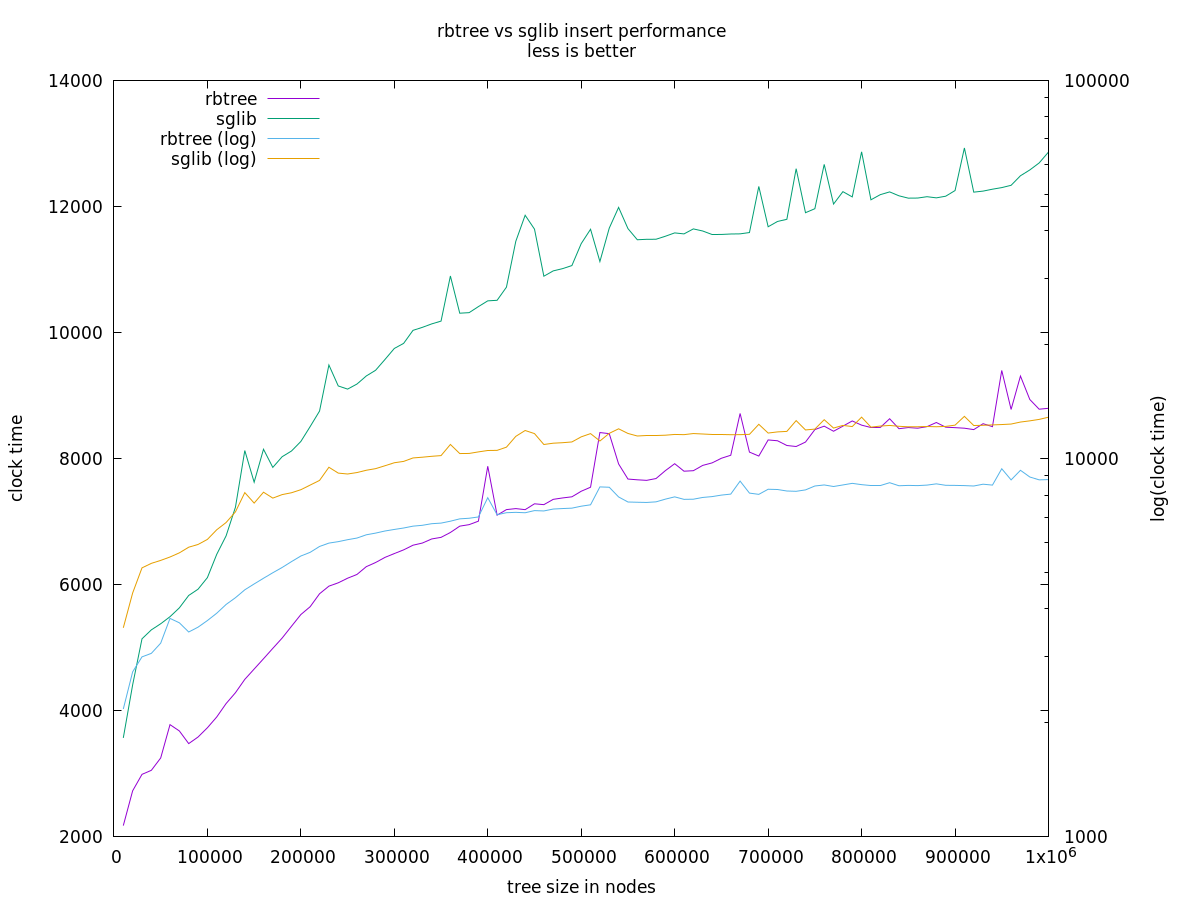 rbtree vs sglib insert performance
less is better
14000
12000
10000
8000
6000
4000
2000
clock time
rbtree
sglib
rbtree (log)
sglib (log)
100000
10000
1000
log(clock time)
0 100000 200000 300000 400000 500000 600000 700000 800000 900000 1x10^6
tree size in nodes